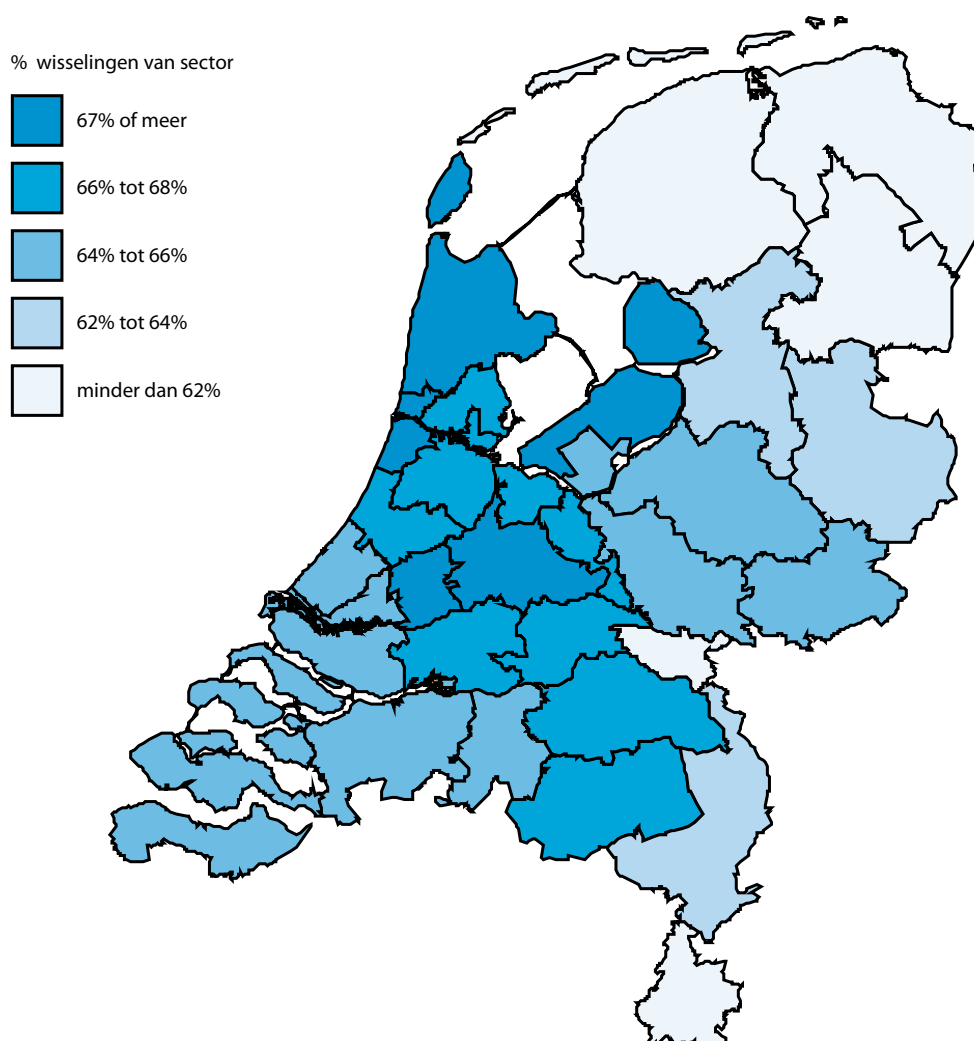 % wisselingen van sector
67% of meer
66% tot 68%
64% tot 66%
62% tot 64%
minder dan 62%